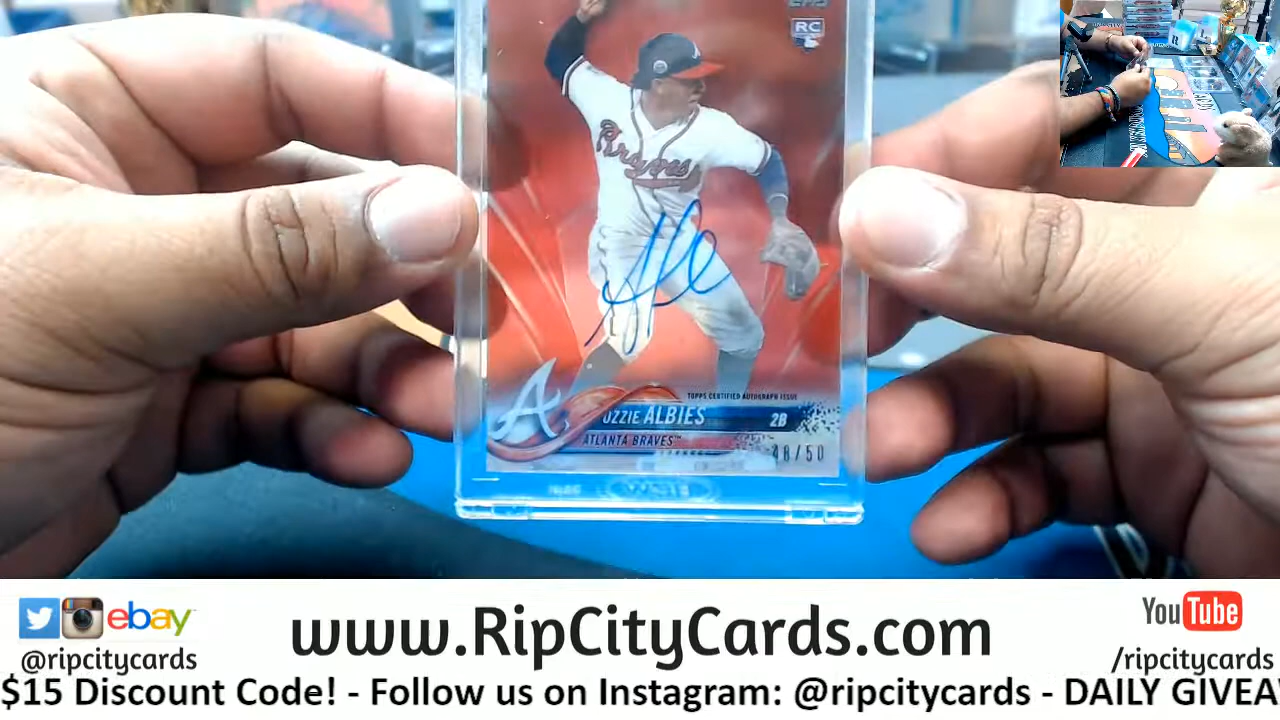 RC
Braves
TOPPS CERTIFIED AUTOGRAPH ISSUE
OZZIE ALBIES 2B
ATLANTA BRAVES™
48/50
ebay
www.RipCityCards.com
YouTube
@ripcitycards
/ripcitycards
$15 Discount Code! - Follow us on Instagram: @ripcitycards - DAILY GIVEA